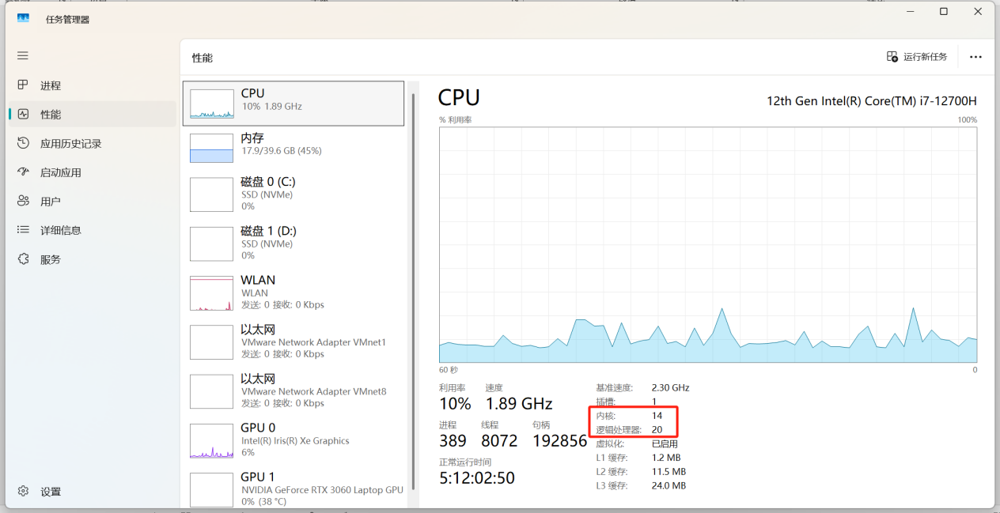 任务管理器
性能
运行新任务
进程
性能
应用历史记录
启动应用
用户
详细信息
服务
设置
CPU
10% 1.89 GHz
内存
17.9/39.6 GB (45%)
磁盘 0 (C:)
SSD (NVMe)
0%
磁盘 1 (D:)
SSD (NVMe)
0%
WLAN
WLAN
发送: 0 接收: 0 Kbps
以太网
VMware Network Adapter VMnet1
发送: 0 接收: 0 Kbps
以太网
VMware Network Adapter VMnet8
发送: 0 接收: 0 Kbps
GPU 0
Intel(R) Iris(R) Xe Graphics
6%
GPU 1
NVIDIA GeForce RTX 3060 Laptop GPU
0% (38 °C)
CPU
12th Gen Intel(R) Core(TM) i7-12700H
% 利用率 100%
60 秒 0
利用率 速度
10% 1.89 GHz
进程 线程 句柄
389 8072 192856
正常运行时间
5:12:02:50
基准速度: 2.30 GHz
插槽: 1
内核: 14
逻辑处理器: 20
虚拟化: 已启用
L1 缓存: 1.2 MB
L2 缓存: 11.5 MB
L3 缓存: 24.0 MB